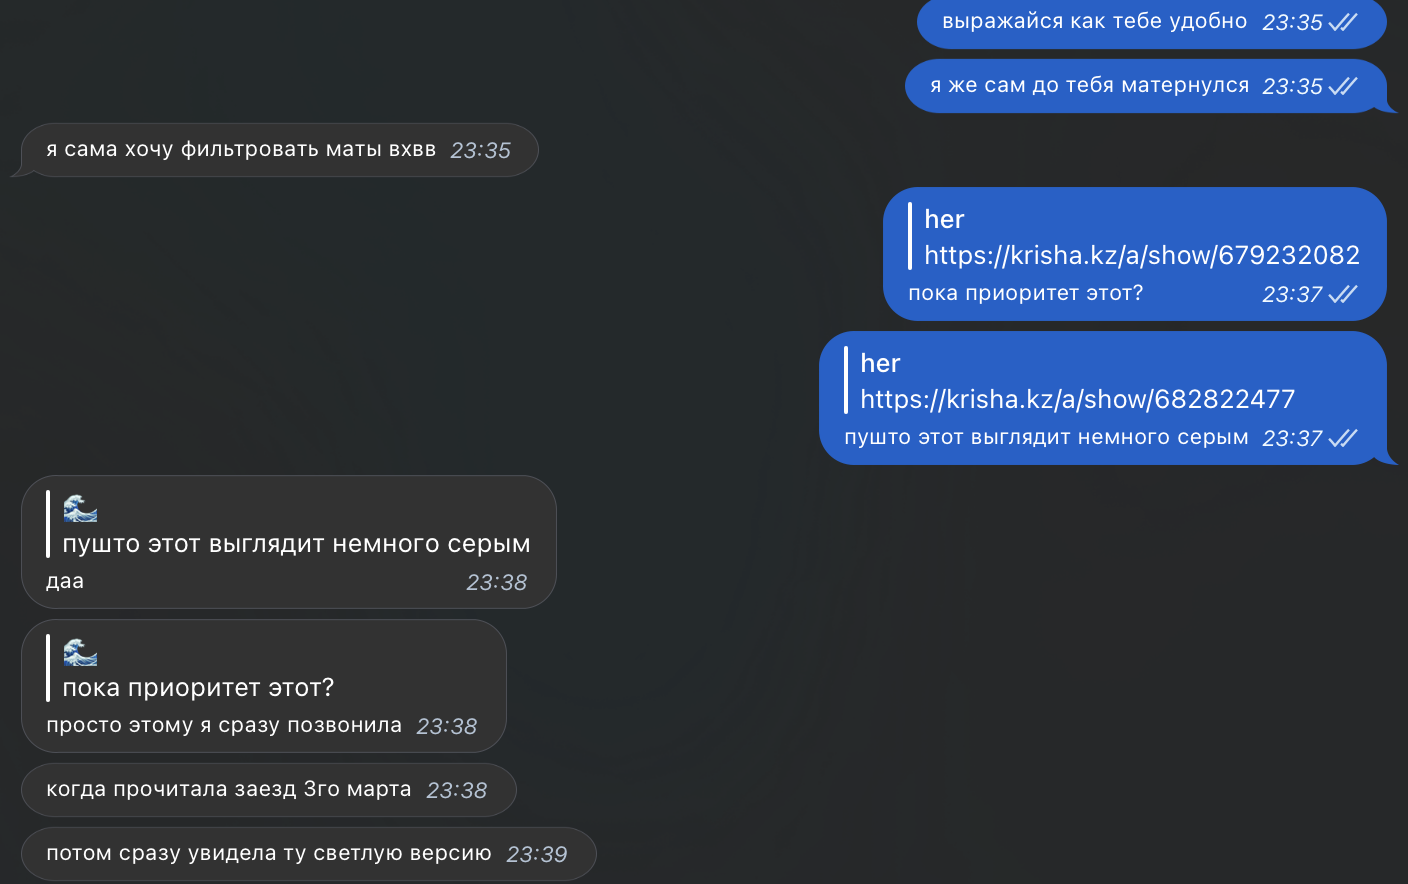 выражайся как тебе удобно 23:35
я же сам до тебя матернулся 23:35
я сама хочу фильтровать маты вхвв 23:35
her
https://krisha.kz/a/show/679232082
пока приоритет этот? 23:37
her
https://krisha.kz/a/show/682822477
пушто этот выглядит немного серым 23:37
🌊
пушто этот выглядит немного серым
даа 23:38
🌊
пока приоритет этот?
просто этому я сразу позвонила 23:38
когда прочитала заезд 3го марта 23:38
потом сразу увидела ту светлую версию 23:39